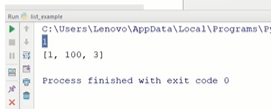 Run list_example
C:\Users\Lenovo\AppData\Local\Programs\Py
1
[1, 100, 3]
Process finished with exit code 0